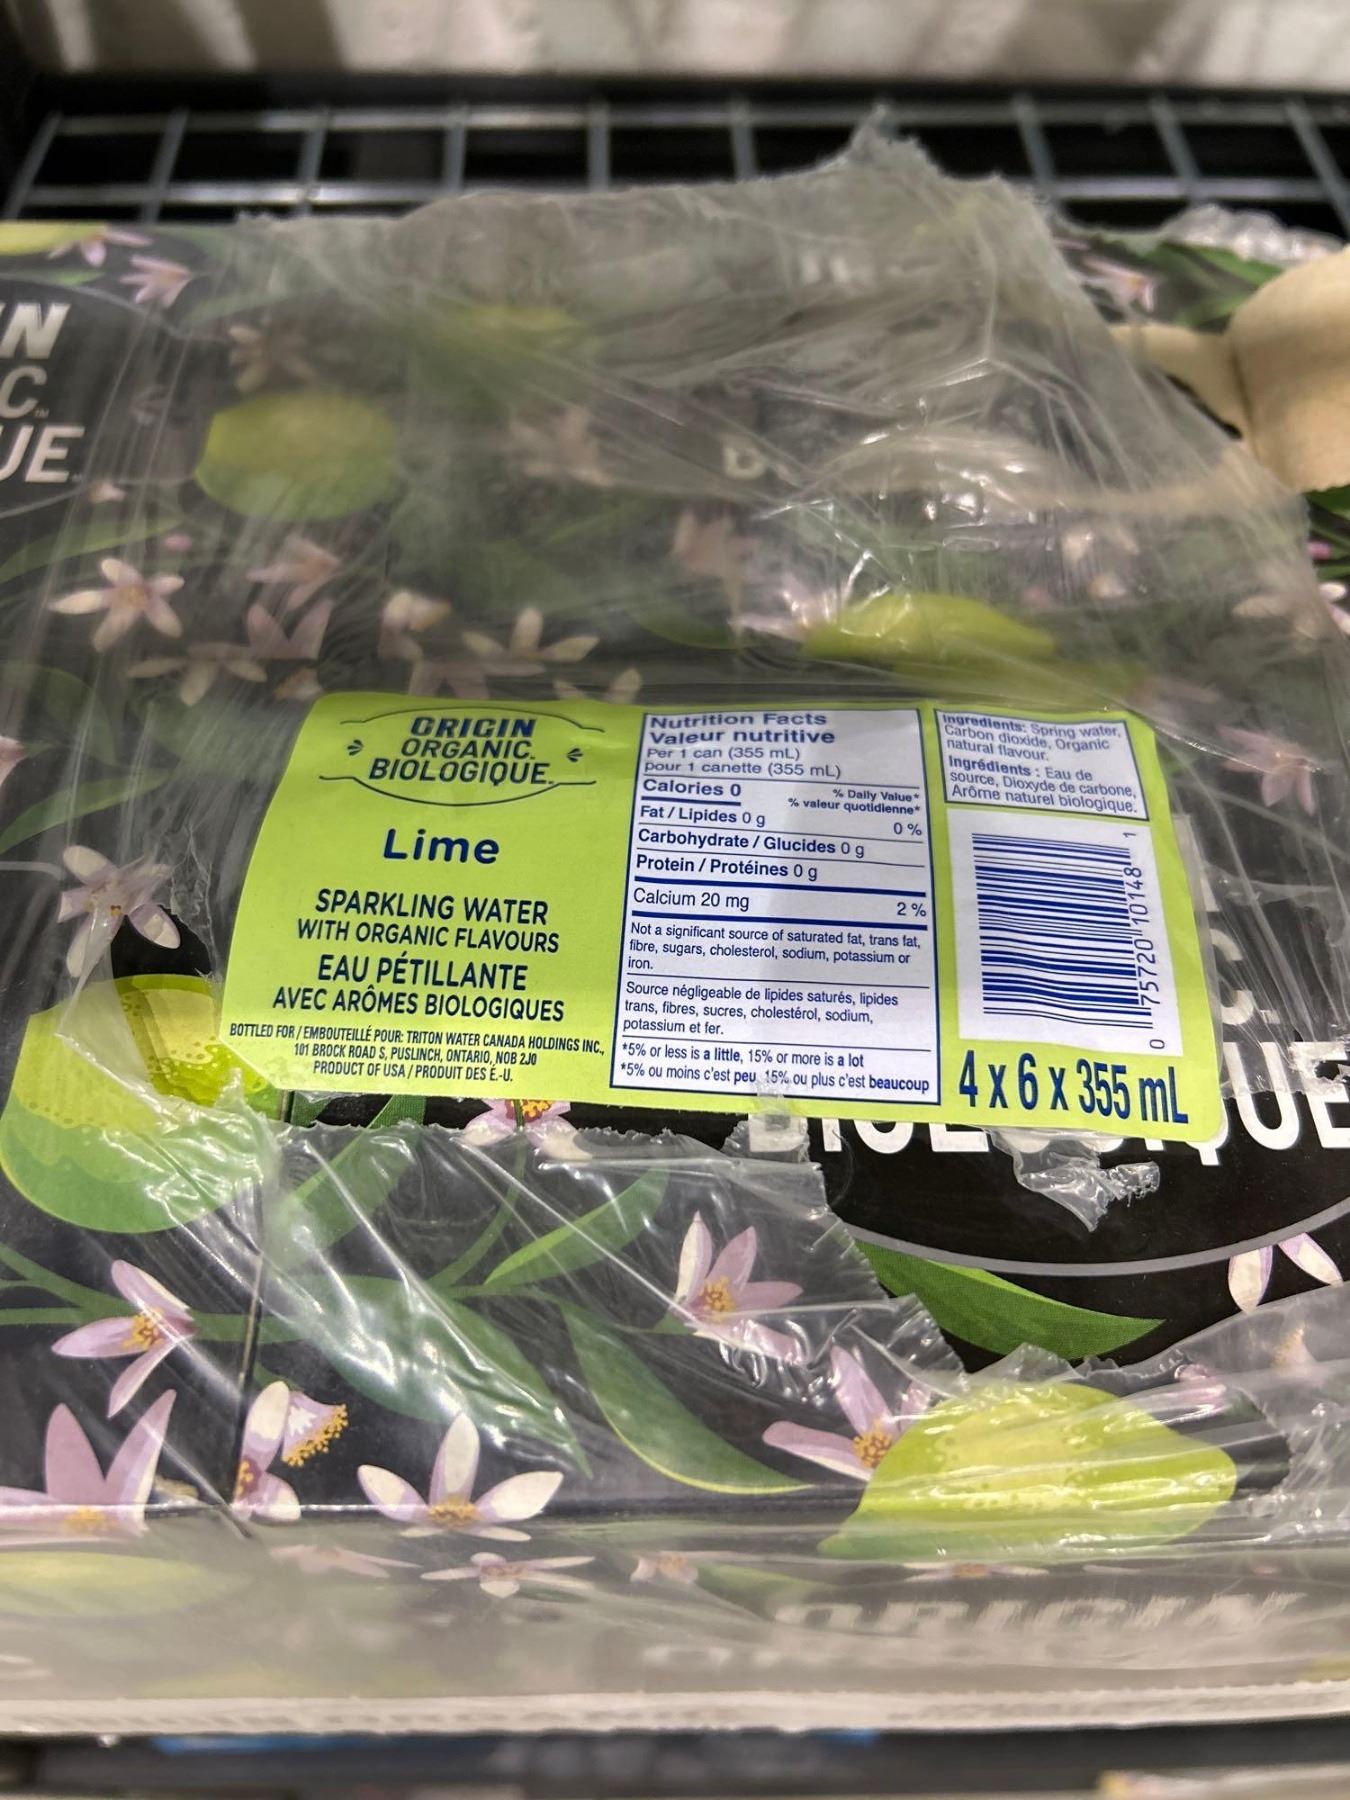 IN
C™
UE
ORIGIN
ORGANIC™
BIOLOGIQUE™
Lime
SPARKLING WATER
WITH ORGANIC FLAVOURS
EAU PÉTILLANTE
AVEC ARÔMES BIOLOGIQUES
BOTTLED FOR / EMBOUTEILLÉ POUR: TRITON WATER CANADA HOLDINGS INC.,
101 BROCK ROAD S, PUSLINCH, ONTARIO, N0B 2J0
PRODUCT OF USA / PRODUIT DES É.-U.
Nutrition Facts
Valeur nutritive
Per 1 can (355 mL)
pour 1 canette (355 mL)
Calories 0
% Daily Value*
% valeur quotidienne*
Fat / Lipides 0 g 0 %
Carbohydrate / Glucides 0 g
Protein / Protéines 0 g
Calcium 20 mg 2 %
Not a significant source of saturated fat, trans fat,
fibre, sugars, cholesterol, sodium, potassium or
iron.
Source négligeable de lipides saturés, lipides
trans, fibres, sucres, cholestérol, sodium,
potassium et fer.
*5% or less is a little, 15% or more is a lot
*5% ou moins c'est peu, 15% ou plus c'est beaucoup
Ingredients: Spring water,
Carbon dioxide, Organic
natural flavour.
Ingrédients : Eau de
source, Dioxyde de carbone,
Arôme naturel biologique.
0 75720 10148 1
4 x 6 x 355 mL
BIOLOGIQUE
ORIGIN